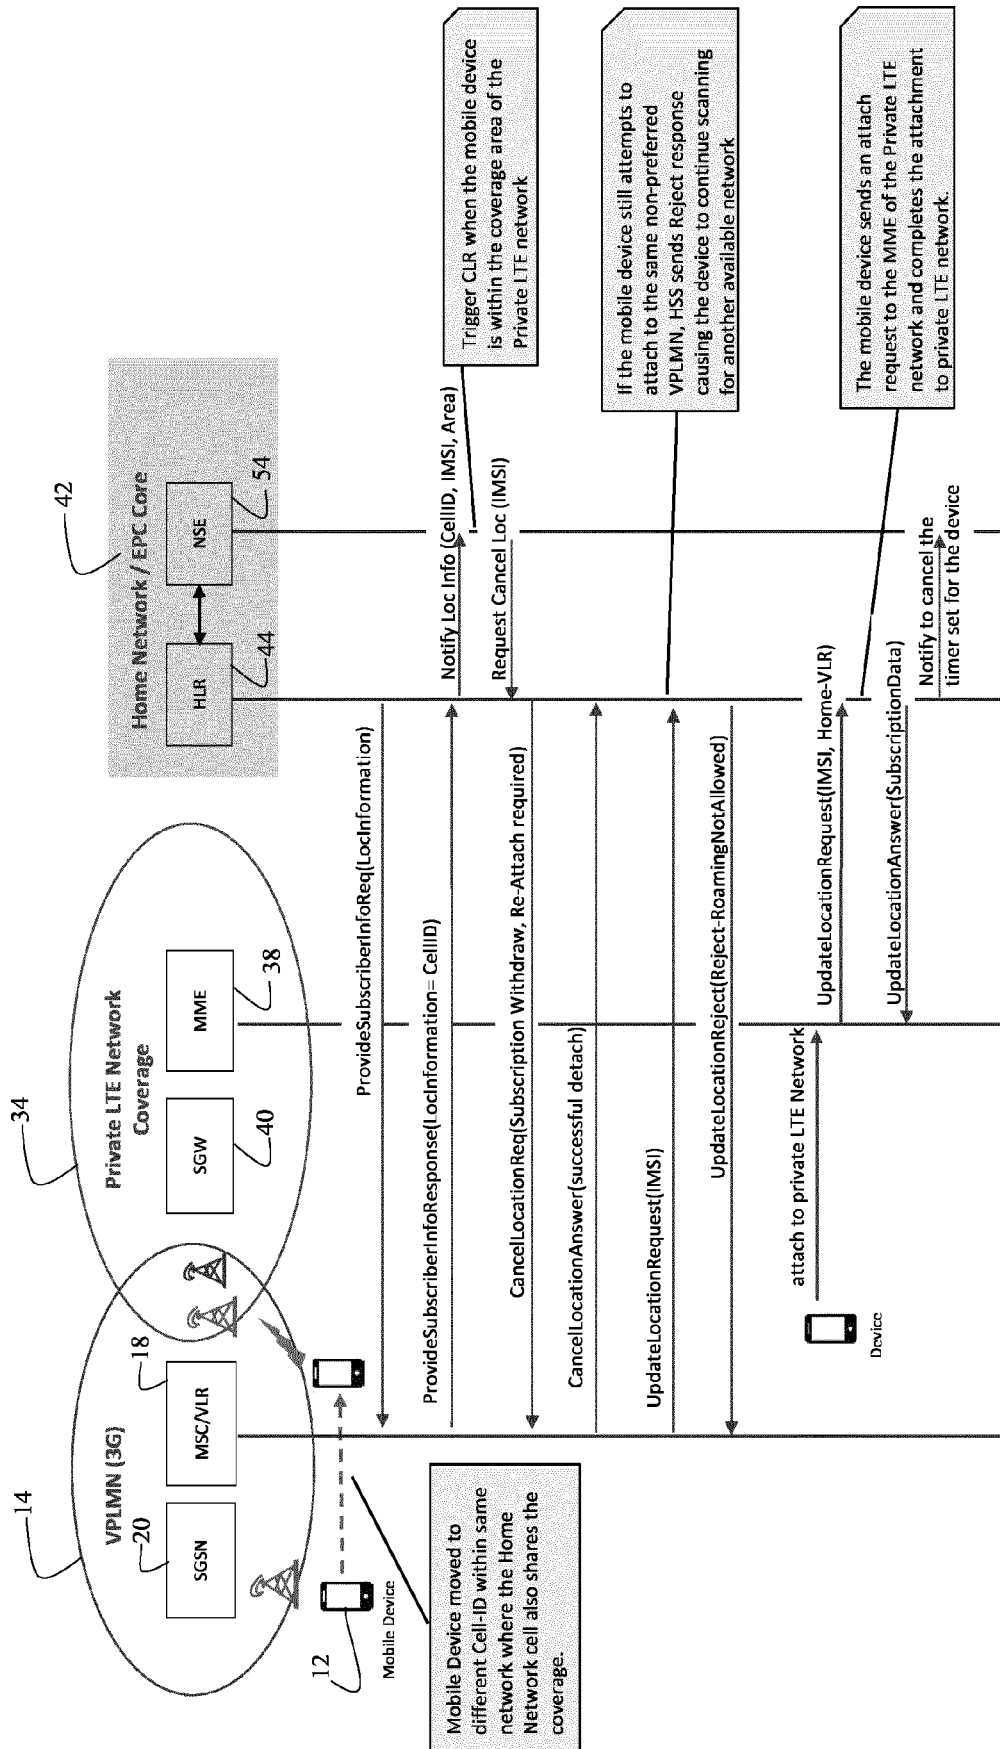 14
VPLMN (3G)
20
SGSN
18
MSC/VLR
34
Private LTE Network
Coverage
SGW
40
MME
38
42
Home Network / EPC Core
HLR
44
NSE
54
12
Mobile Device
Mobile Device moved to
different Cell-ID within same
network where the Home
Network cell also shares the
coverage.
ProvideSubscriberInfoReq(LocInformation)
ProvideSubscriberInfoResponse(LocInformation= CellID)
Notify Loc Info (CellID, IMSI, Area)
Trigger CLR when the mobile device
is within the coverage area of the
Private LTE network
Request Cancel Loc (IMSI)
CancelLocationReq(Subscription Withdraw, Re-Attach required)
CancelLocationAnswer(successful detach)
UpdateLocationRequest(IMSI)
If the mobile device still attempts to
attach to the same non-preferred
VPLMN, HSS sends Reject response
causing the device to continue scanning
for another available network
UpdateLocationReject(Reject-RoamingNotAllowed)
attach to private LTE Network
Device
UpdateLocationRequest(IMSI, Home-VLR)
The mobile device sends an attach
request to the MME of the Private LTE
network and completes the attachment
to private LTE network.
UpdateLocationAnswer(SubscriptionData)
Notify to cancel the
timer set for the device